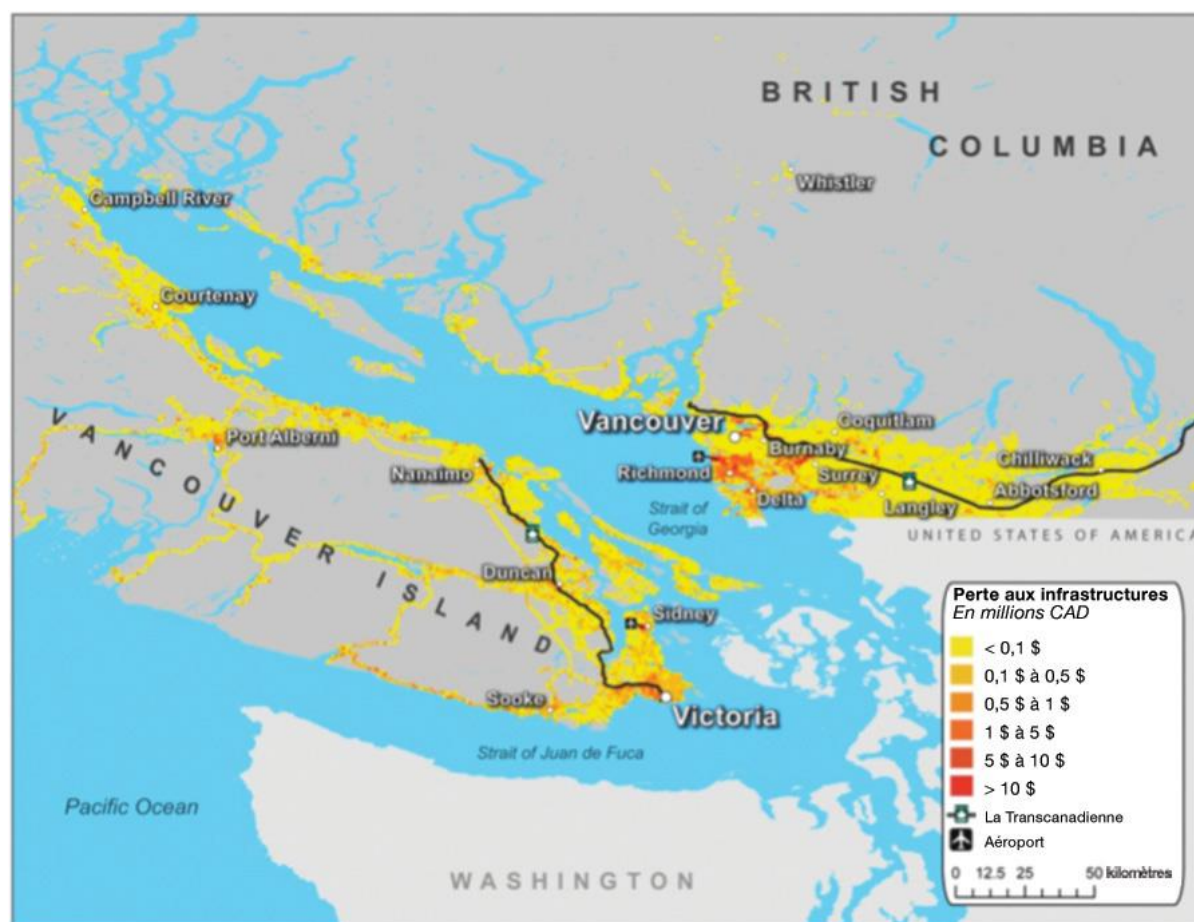 BRITISH
COLUMBIA
Whistler
Campbell River
Courtenay
VANCOUVER ISLAND
Port Alberni
Nanaimo
Vancouver
Coquitlam
Burnaby
Richmond
Surrey
Chilliwack
Abbotsford
Delta
Langley
Strait of
Georgia
UNITED STATES OF AMERICA
Duncan
Sidney
Sooke
Victoria
Strait of Juan de Fuca
Pacific Ocean
WASHINGTON
Perte aux infrastructures
En millions CAD
< 0,1 $
0,1 $ à 0,5 $
0,5 $ à 1 $
1 $ à 5 $
5 $ à 10 $
> 10 $
La Transcanadienne
Aéroport
0 12.5 25 50 kilomètres